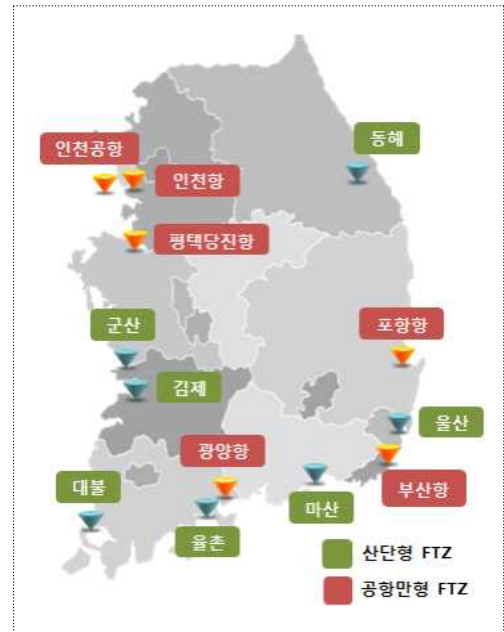 동해
인천공항
인천항
평택당진항
군산
포항항
김제
울산
광양항
대불
부산항
마산
율촌
산단형 FTZ
공항만형 FTZ